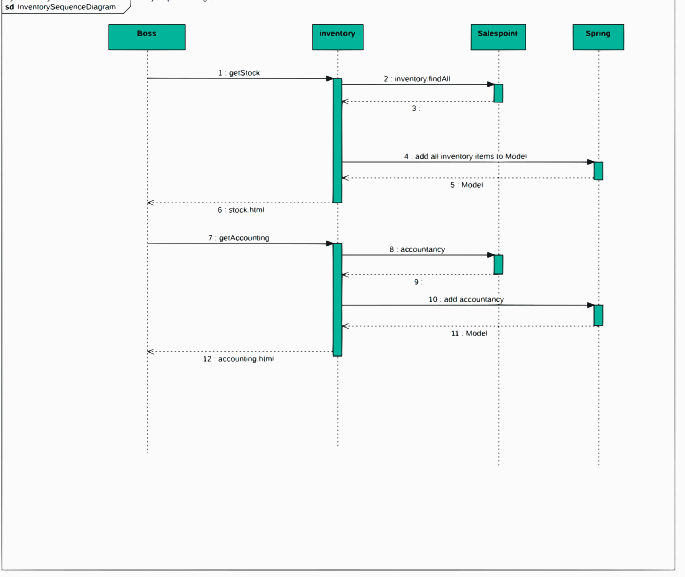 sd InventorySequenceDiagram
Boss
inventory
Salespoint
Spring
1 : getStock
2 : inventory.findAll
3 :
4 : add all inventory items to Model
5 : Model
6 : stock.html
7 : getAccounting
8 : accountancy
9 :
10 : add accountancy
11 : Model
12 : accounting.html